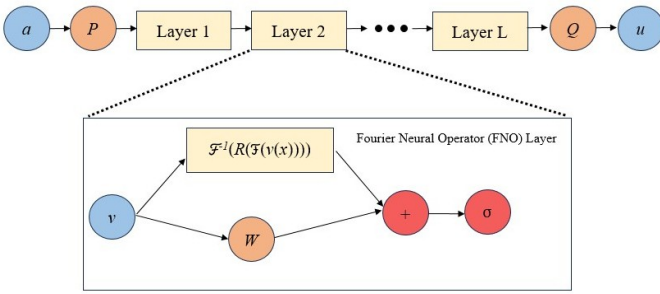 a P Layer 1 Layer 2 Layer L Q u
Fourier Neural Operator (FNO) Layer
ℱ⁻¹(R(ℱ(v(x))))
v
W
+ σ